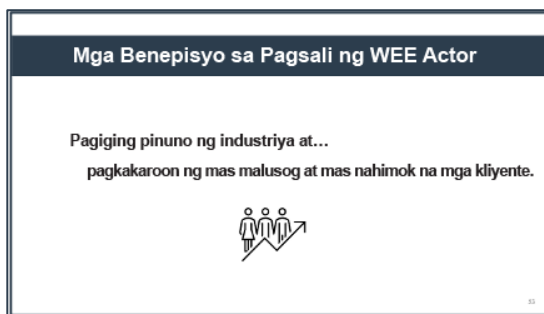 Mga Benepisyo sa Pagsali ng WEE Actor
Pagiging pinuno ng industriya at…
pagkakaroon ng mas malusog at mas nahimok na mga kliyente.